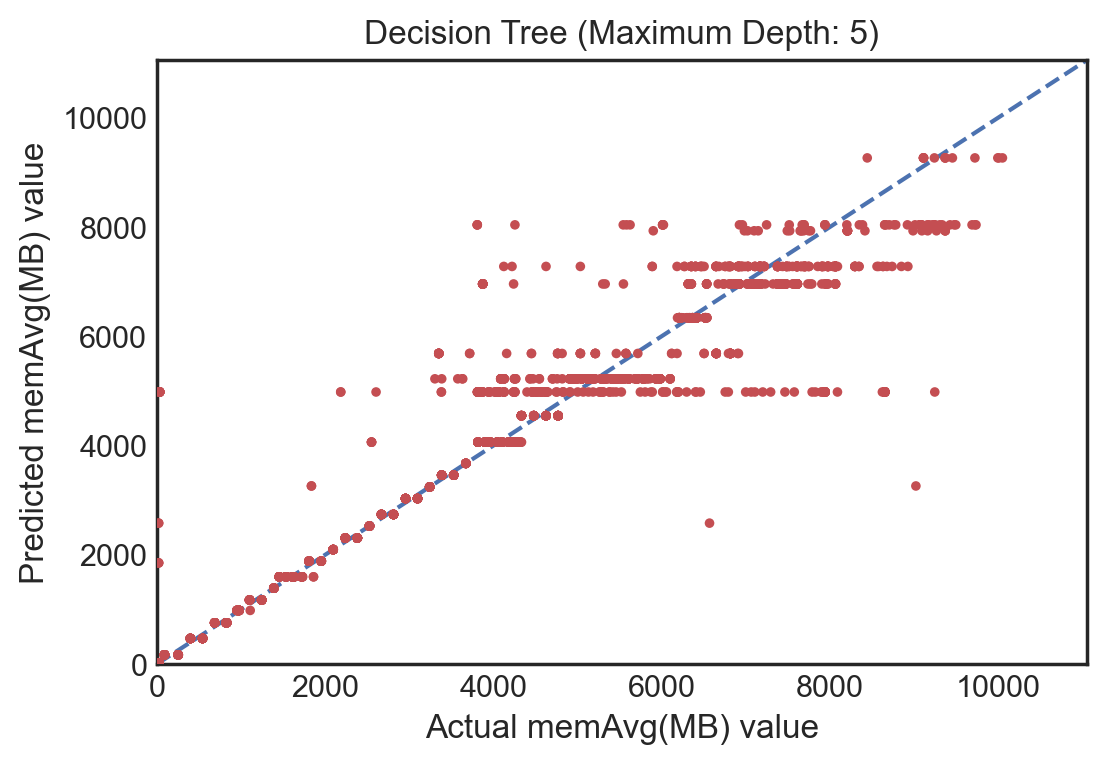 Decision Tree (Maximum Depth: 5)
Predicted memAvg(MB) value
10000
8000
6000
4000
2000
0
0 2000 4000 6000 8000 10000
Actual memAvg(MB) value